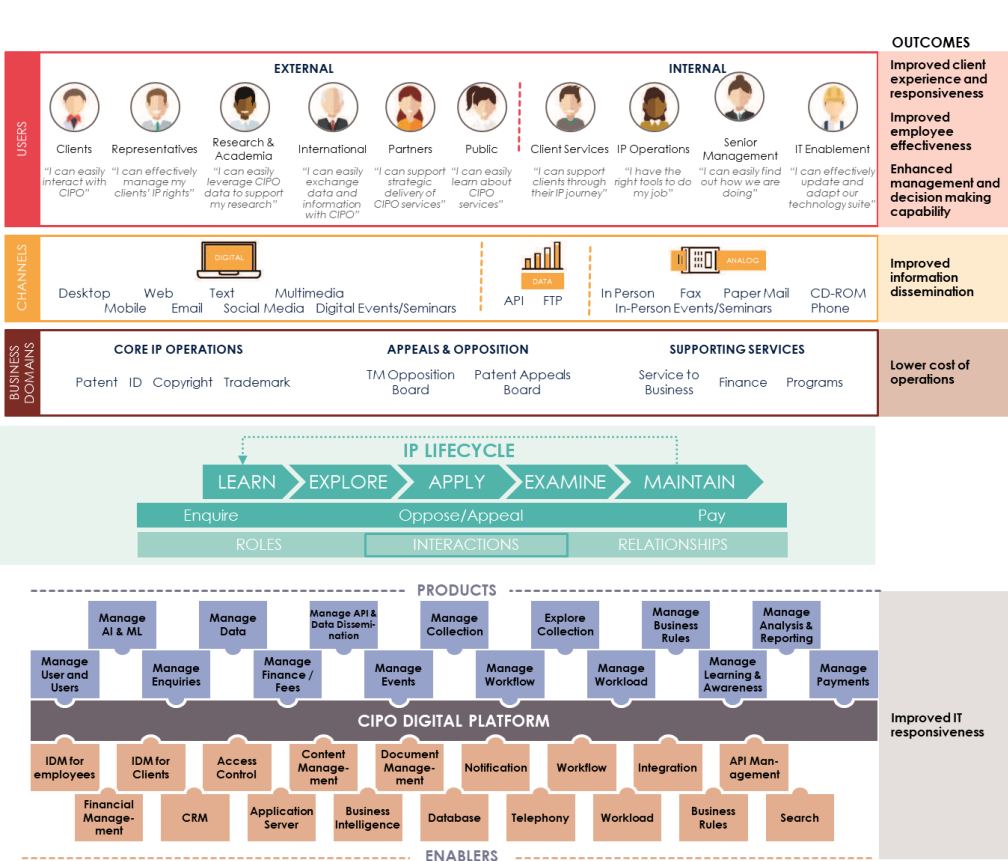 OUTCOMES
USERS
EXTERNAL
INTERNAL
Clients
Representatives
Research &
Academia
International
Partners
Public
Client Services
IP Operations
Senior
Management
IT Enablement
“I can easily
interact with
CIPO”
“I can effectively
manage my
clients’ IP rights”
“I can easily
leverage CIPO
data to support
my research”
“I can easily
exchange
data and
information
with CIPO”
“I can support
strategic
delivery of
CIPO services”
“I can easily
learn about
CIPO
services”
“I can support
clients through
their IP journey”
“I have the
right tools to do
my job”
“I can easily find
out how we are
doing”
“I can effectively
update and
adapt our
technology suite”
Improved client
experience and
responsiveness
Improved
employee
effectiveness
Enhanced
management and
decision making
capability
CHANNELS
DIGITAL
Desktop Web Text Multimedia
Mobile Email Social Media Digital Events/Seminars
DATA
API FTP
ANALOG
In Person Fax Paper Mail CD-ROM
In-Person Events/Seminars Phone
Improved
information
dissemination
BUSINESS
DOMAINS
CORE IP OPERATIONS
Patent ID Copyright Trademark
APPEALS & OPPOSITION
TM Opposition
Board
Patent Appeals
Board
SUPPORTING SERVICES
Service to
Business
Finance
Programs
Lower cost of
operations
IP LIFECYCLE
LEARN EXPLORE APPLY EXAMINE MAINTAIN
Enquire Oppose/Appeal Pay
ROLES INTERACTIONS RELATIONSHIPS
PRODUCTS
Manage
AI & ML
Manage
Data
Manage API &
Data Dissemi-
nation
Manage
Collection
Explore
Collection
Manage
Business
Rules
Manage
Analysis &
Reporting
Manage
User and
Users
Manage
Enquiries
Manage
Finance /
Fees
Manage
Events
Manage
Workflow
Manage
Workload
Manage
Learning &
Awareness
Manage
Payments
CIPO DIGITAL PLATFORM
Improved IT
responsiveness
IDM for
employees
IDM for
Clients
Access
Control
Content
Manage-
ment
Document
Manage-
ment
Notification
Workflow
Integration
API Man-
agement
Financial
Manage-
ment
CRM
Application
Server
Business
Intelligence
Database
Telephony
Workload
Business
Rules
Search
ENABLERS